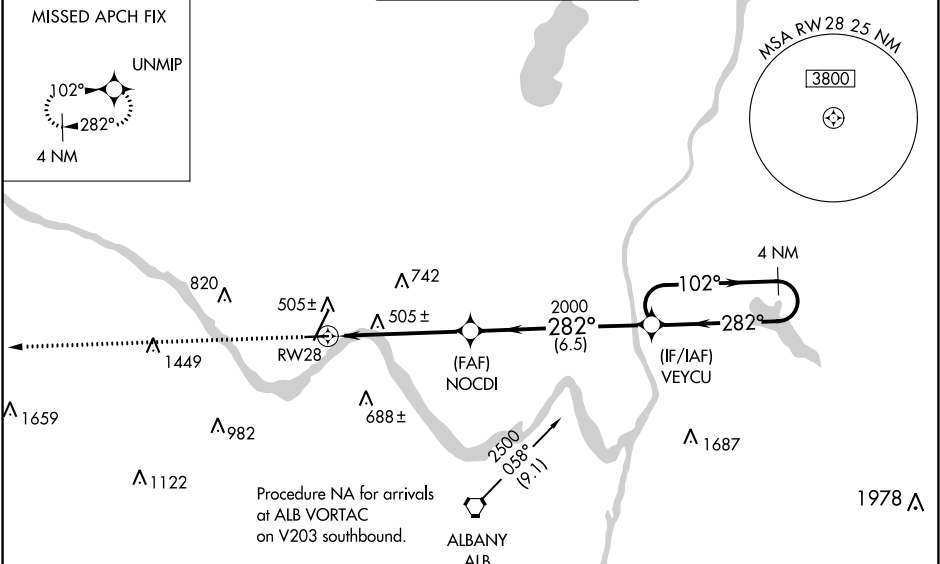 MISSED APCH FIX
UNMIP
102°
282°
4 NM
MSA RW 28 25 NM
3800
4 NM
102°
820
742
505±
505±
2000
282°
(6.5)
282°
RW28
1449
(FAF)
NOCDI
(IF/IAF)
VEYCU
1659
982
688±
1687
2500
058°
(9.1)
1122
Procedure NA for arrivals
at ALB VORTAC
on V203 southbound.
1978
ALBANY
ALB